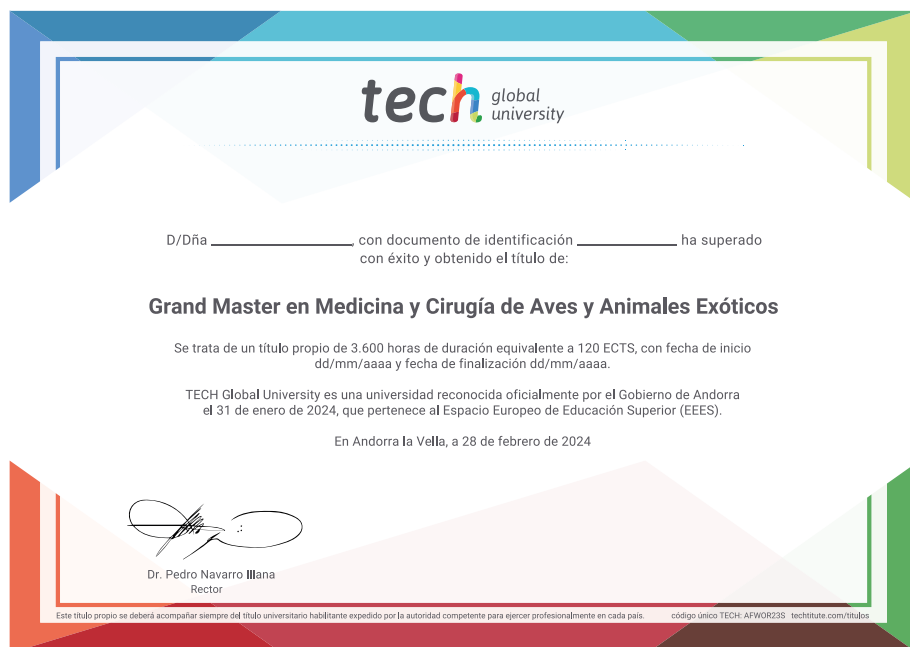 tech global university
D/Dña ____________, con documento de identificación ____________ ha superado
con éxito y obtenido el título de:
Grand Master en Medicina y Cirugía de Aves y Animales Exóticos
Se trata de un título propio de 3.600 horas de duración equivalente a 120 ECTS, con fecha de inicio
dd/mm/aaaa y fecha de finalización dd/mm/aaaa.
TECH Global University es una universidad reconocida oficialmente por el Gobierno de Andorra
el 31 de enero de 2024, que pertenece al Espacio Europeo de Educación Superior (EEES).
En Andorra la Vella, a 28 de febrero de 2024
Dr. Pedro Navarro Illana
Rector
Este título propio se deberá acompañar siempre del título universitario habilitante expedido por la autoridad competente para ejercer profesionalmente en cada país. código único TECH: AFWOR23S techtitute.com/titulos